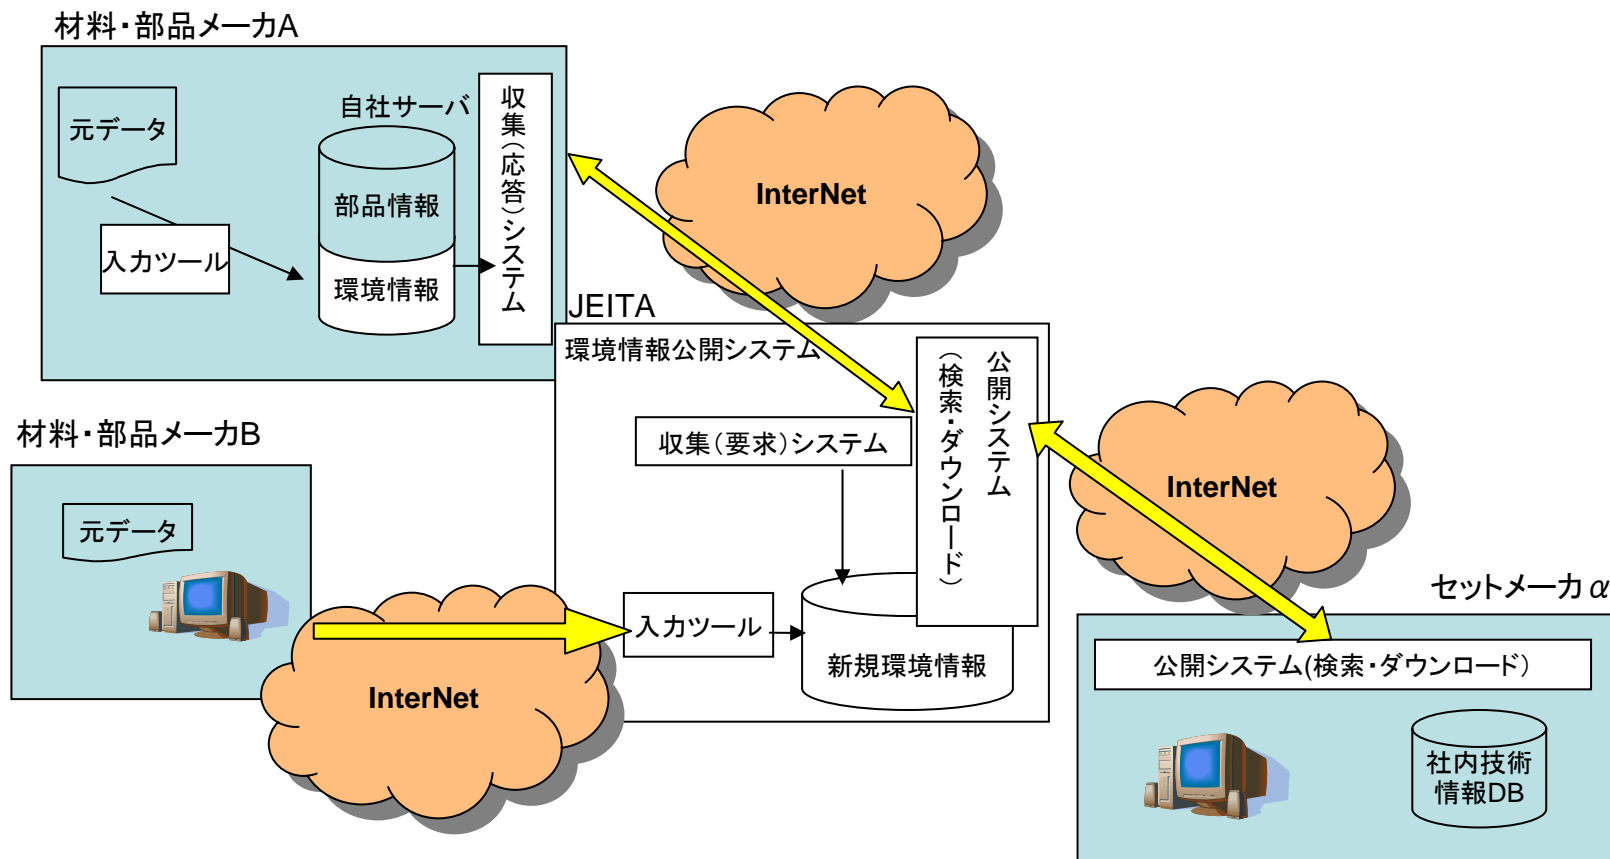 材料・部品メーカA
元データ
自社サーバ
収集(応答)システム
部品情報
入力ツール
環境情報
InterNet
JEITA
環境情報公開システム
公開システム
(検索・ダウンロード)
収集(要求)システム
材料・部品メーカB
元データ
InterNet
入力ツール
新規環境情報
InterNet
セットメーカα
公開システム(検索・ダウンロード)
社内技術
情報DB